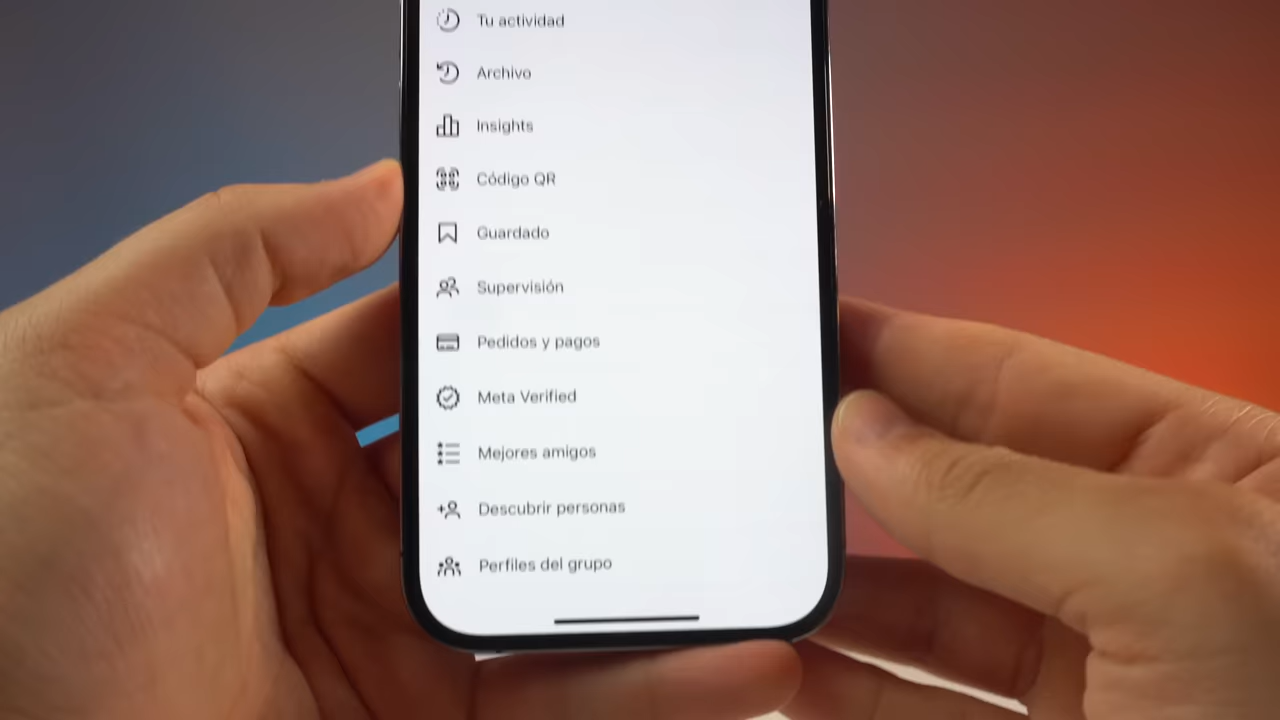 Tu actividad
Archivo
Insights
Código QR
Guardado
Supervisión
Pedidos y pagos
Meta Verified
Mejores amigos
Descubrir personas
Perfiles del grupo